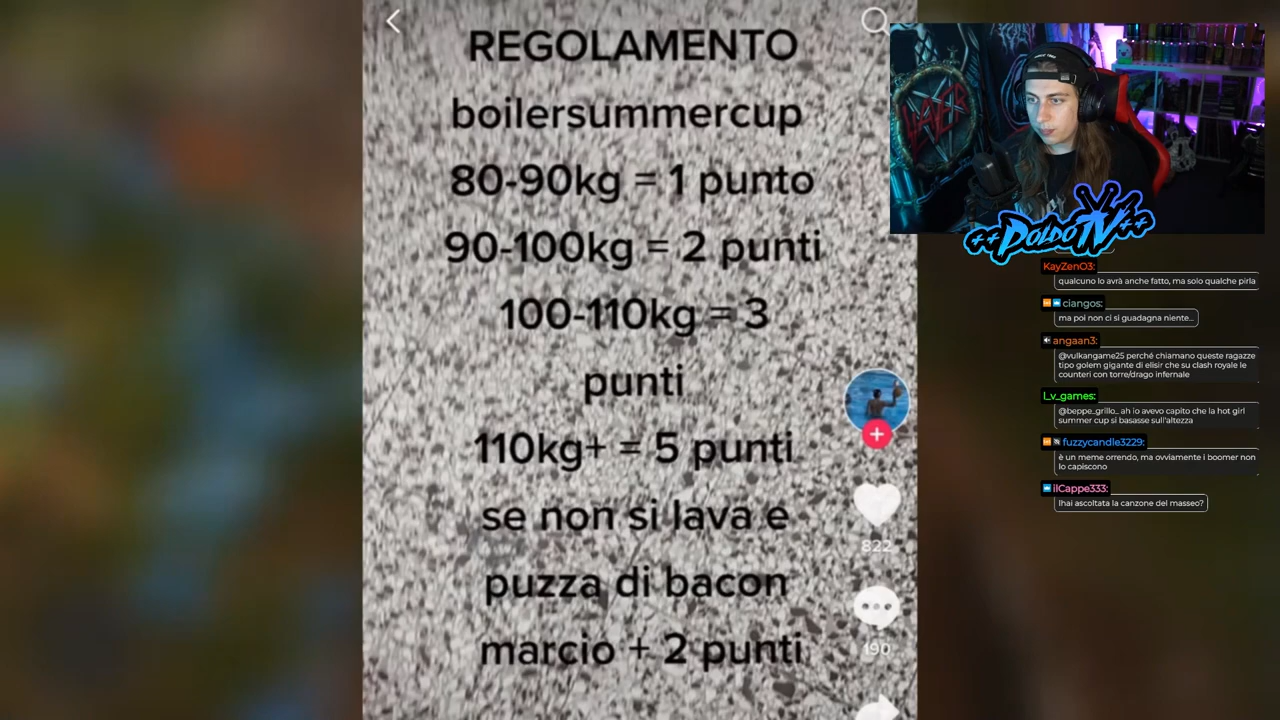 REGOLAMENTO
boilersummercup
80-90kg = 1 punto
90-100kg = 2 punti
100-110kg = 3
punti
110kg+ = 5 punti
se non si lava e
puzza di bacon
marcio + 2 punti
822
190
SLAYER
++ POLDO TV ++
KayZenO3:
qualcuno lo avrà anche fatto, ma solo qualche pirla
ciangos:
ma poi non ci si guadagna niente...
angaan3:
@vulkangame25 perché chiamano queste ragazze
tipo golem gigante di elisir che su clash royale le
counteri con torre/drago infernale
l_v_games:
@beppe_grillo_ ah io avevo capito che la hot girl
summer cup si basasse sull'altezza
fuzzycandle3229:
è un meme orrendo, ma ovviamente i boomer non
lo capiscono
ilCappe333:
lhai ascoltata la canzone del masseo?